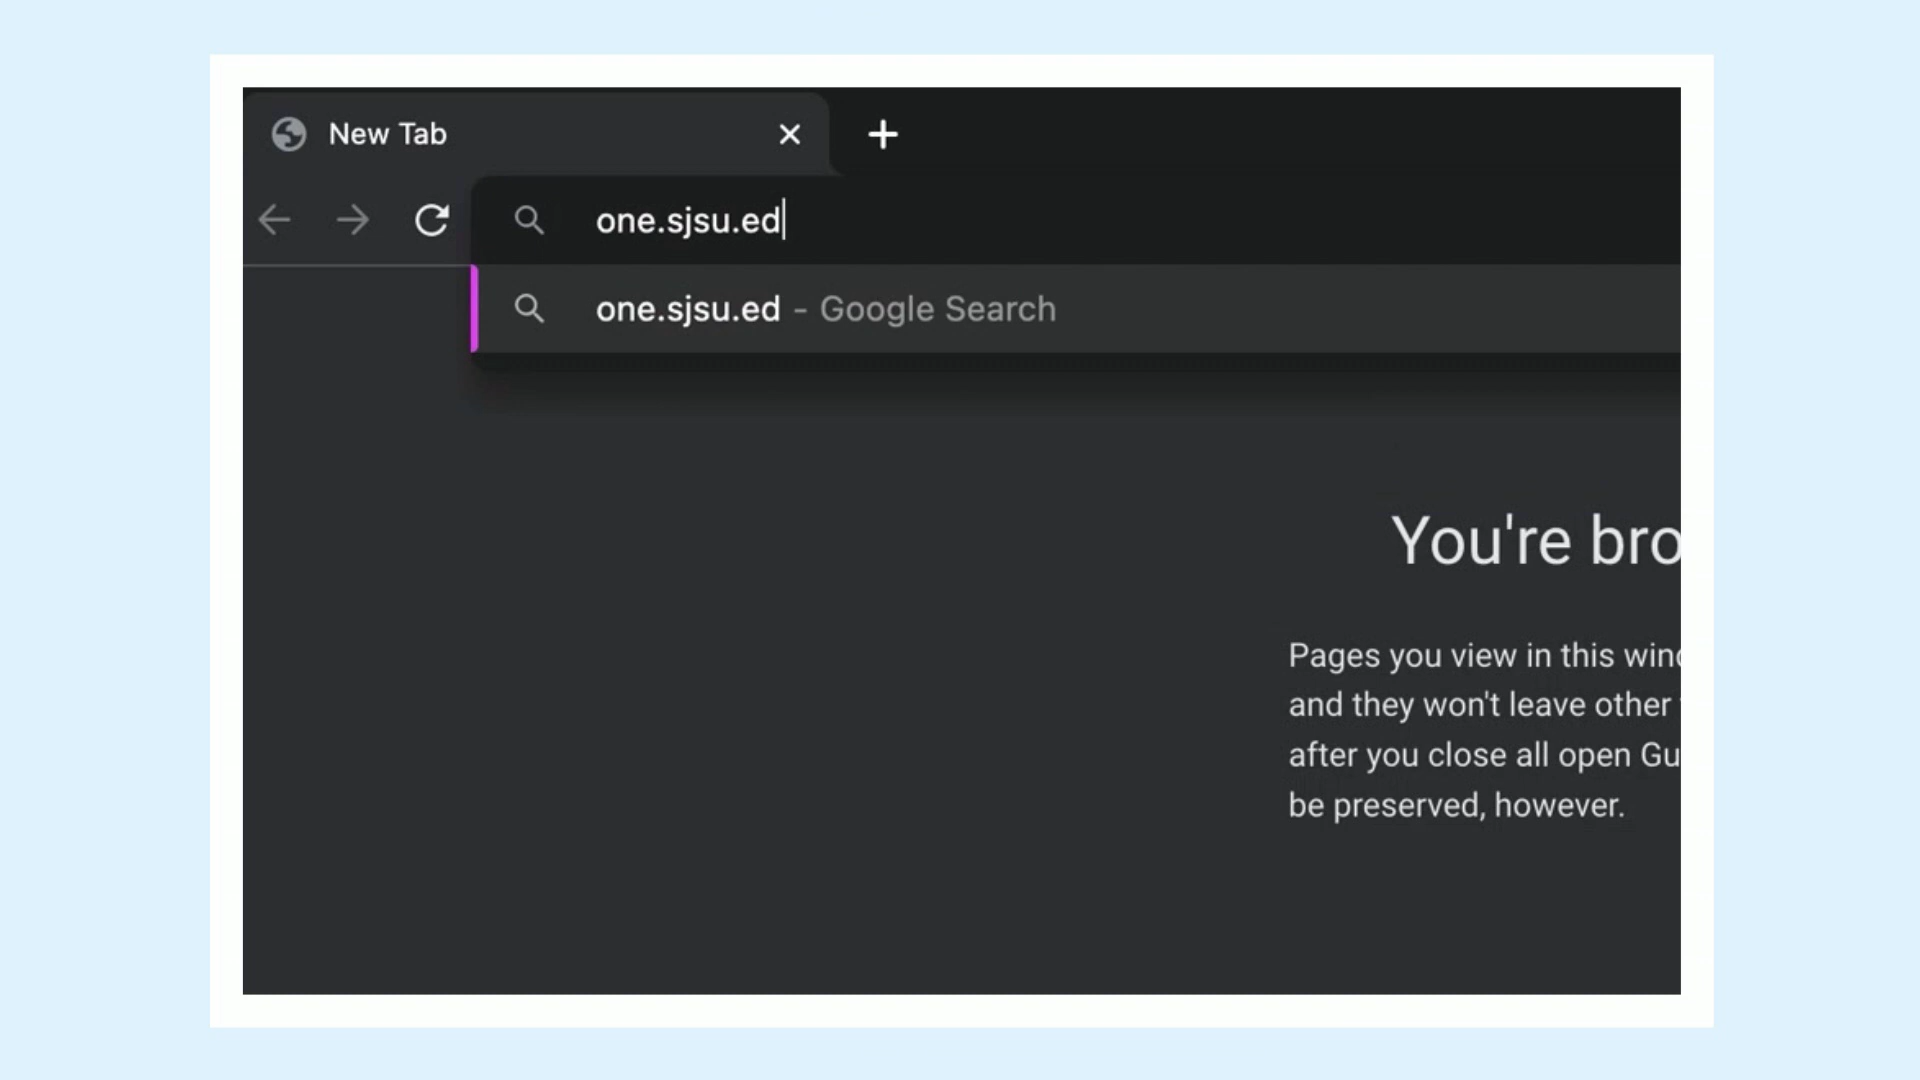 New Tab
one.sjsu.ed
one.sjsu.ed - Google Search
You're bro
Pages you view in this wind
and they won't leave other
after you close all open Gu
be preserved, however.